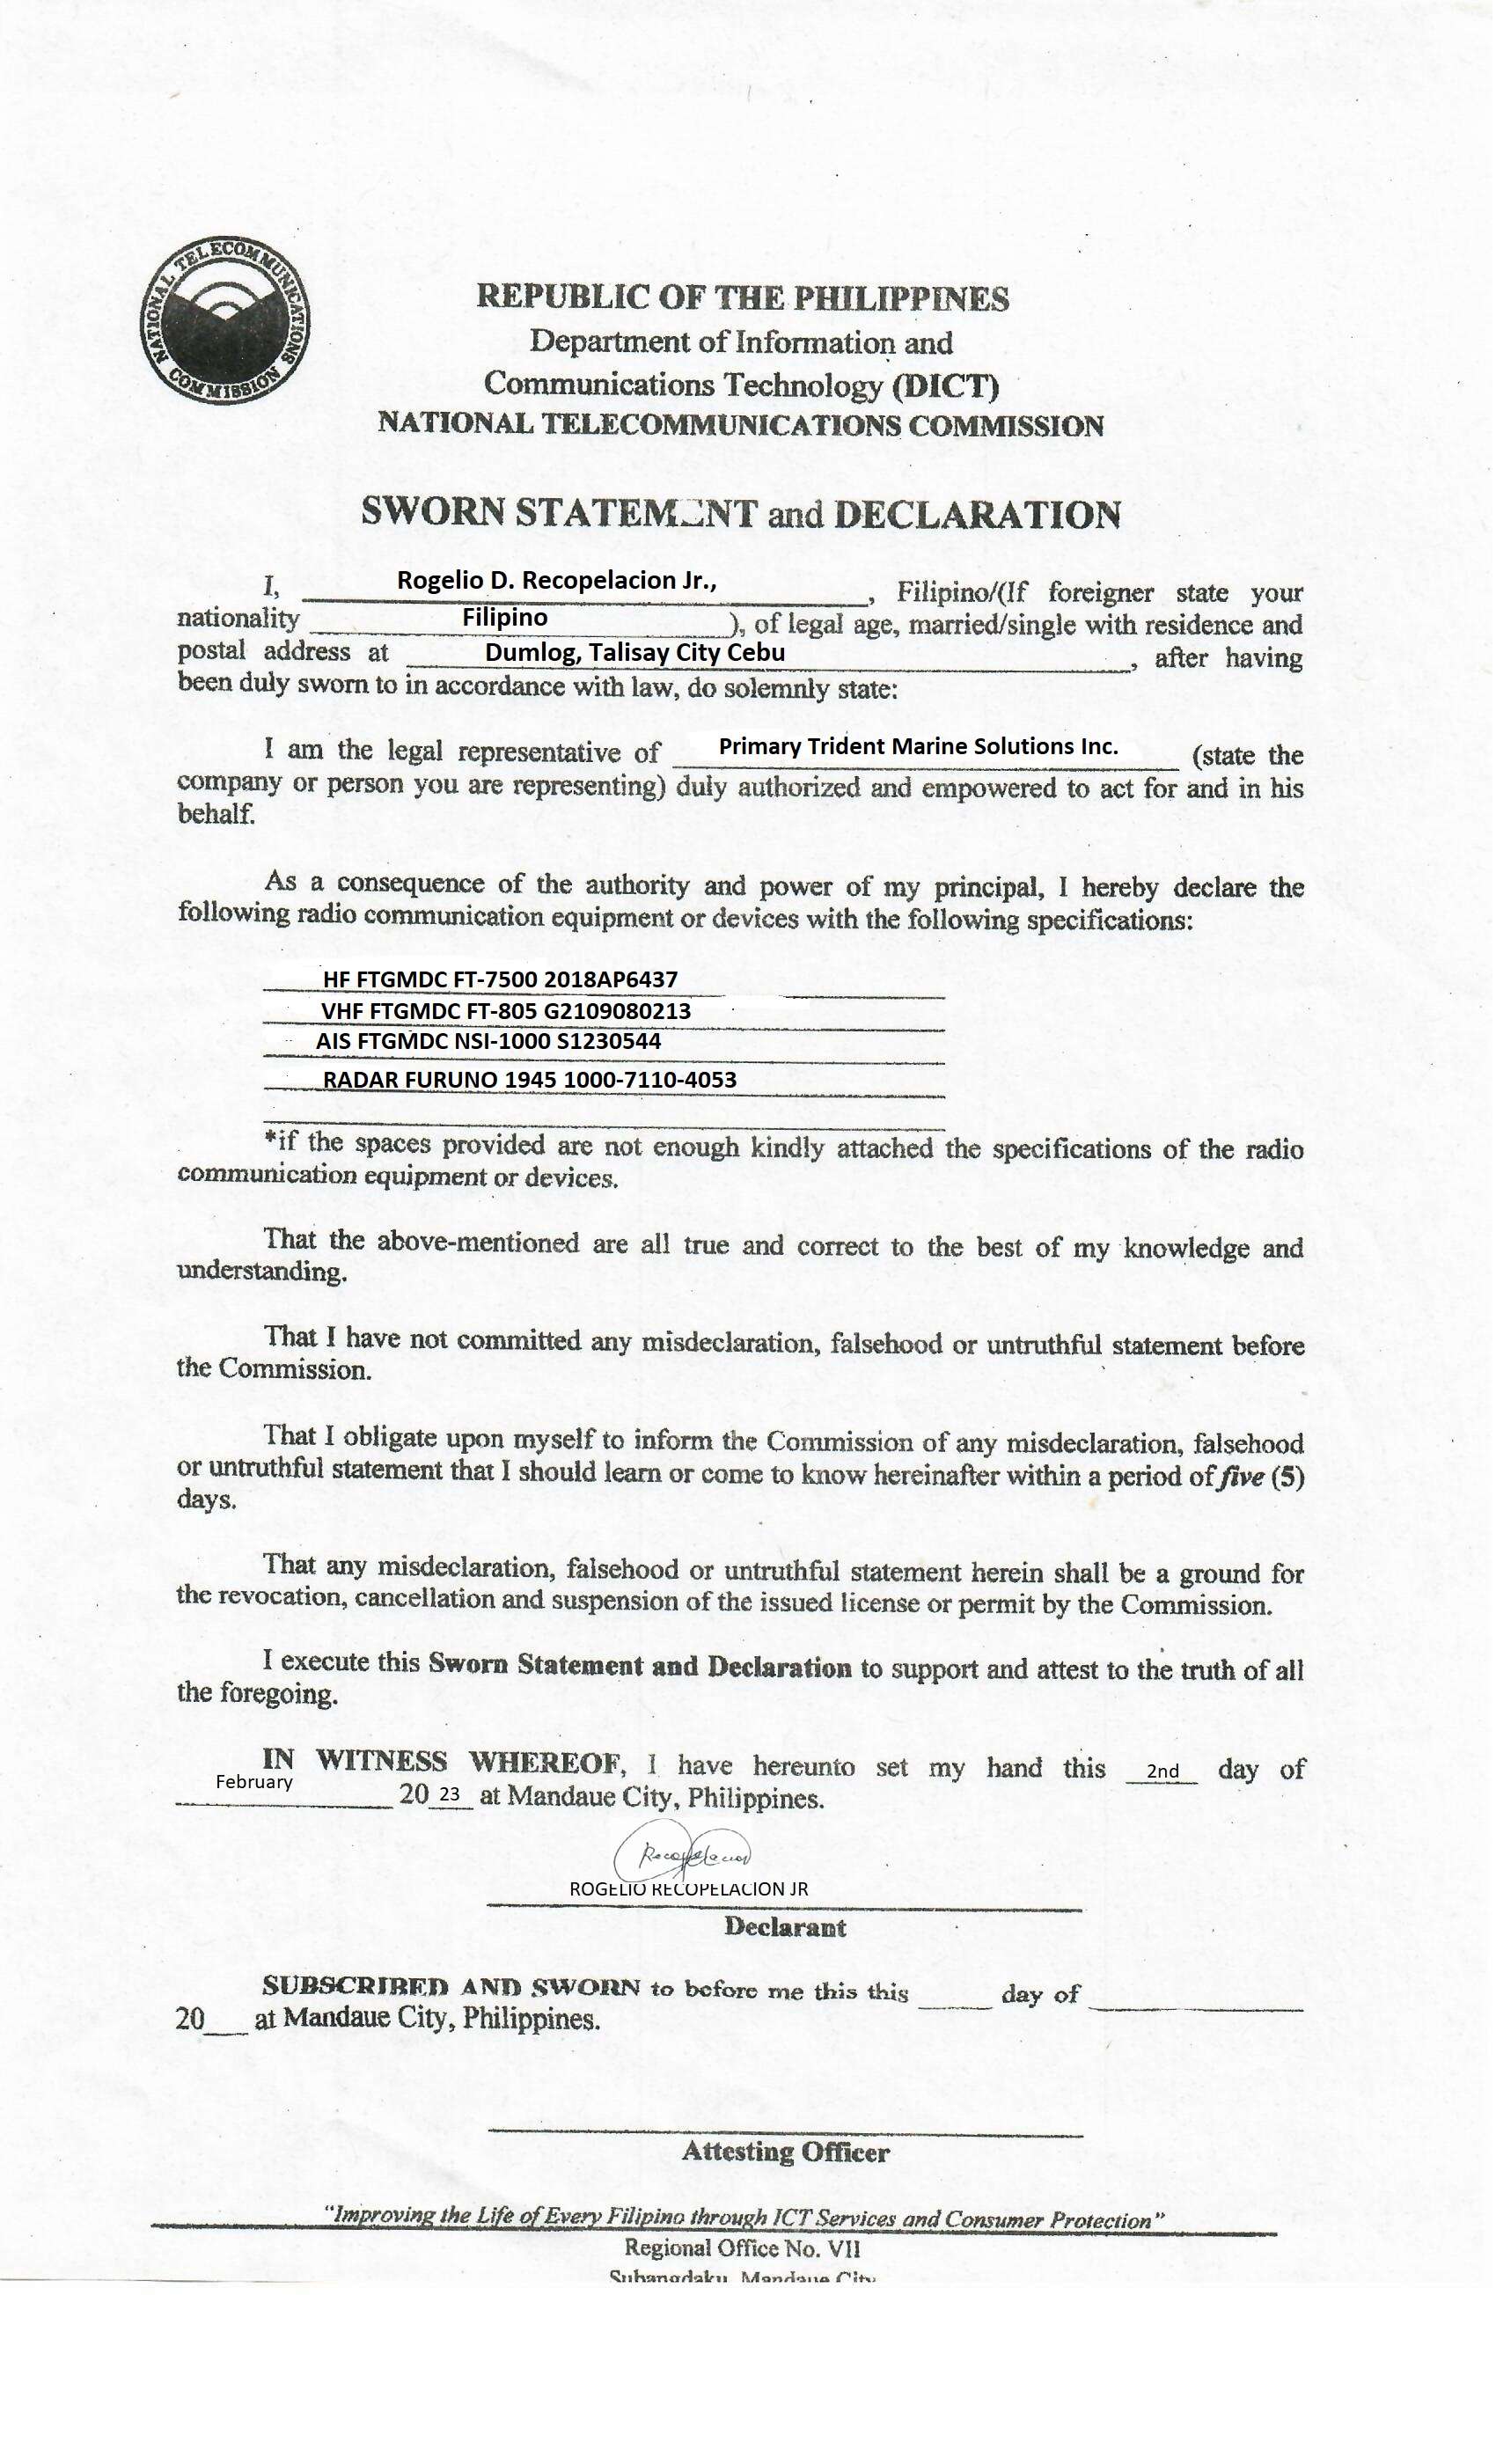 NATIONAL TELECOMMUNICATIONS COMMISSION
REPUBLIC OF THE PHILIPPINES
Department of Information and
Communications Technology (DICT)
NATIONAL TELECOMMUNICATIONS COMMISSION
SWORN STATEMENT and DECLARATION
I, Rogelio D. Recopelacion Jr., , Filipino/(If foreigner state your
nationality Filipino ), of legal age, married/single with residence and
postal address at Dumlog, Talisay City Cebu , after having
been duly sworn to in accordance with law, do solemnly state:
I am the legal representative of Primary Trident Marine Solutions Inc. (state the
company or person you are representing) duly authorized and empowered to act for and in his
behalf.
As a consequence of the authority and power of my principal, I hereby declare the
following radio communication equipment or devices with the following specifications:
HF FTGMDC FT-7500 2018AP6437
VHF FTGMDC FT-805 G2109080213
AIS FTGMDC NSI-1000 S1230544
RADAR FURUNO 1945 1000-7110-4053
*if the spaces provided are not enough kindly attached the specifications of the radio
communication equipment or devices.
That the above-mentioned are all true and correct to the best of my knowledge and
understanding.
That I have not committed any misdeclaration, falsehood or untruthful statement before
the Commission.
That I obligate upon myself to inform the Commission of any misdeclaration, falsehood
or untruthful statement that I should learn or come to know hereinafter within a period of five (5)
days.
That any misdeclaration, falsehood or untruthful statement herein shall be a ground for
the revocation, cancellation and suspension of the issued license or permit by the Commission.
I execute this Sworn Statement and Declaration to support and attest to the truth of all
the foregoing.
IN WITNESS WHEREOF, I have hereunto set my hand this 2nd day of
February 20 23 at Mandaue City, Philippines.
Recopelacion
ROGELIO RECOPELACION JR
Declarant
SUBSCRIBED AND SWORN to before me this this ____ day of ____
20__ at Mandaue City, Philippines.
Attesting Officer
"Improving the Life of Every Filipino through ICT Services and Consumer Protection"
Regional Office No. VII
Subangdaku, Mandaue City